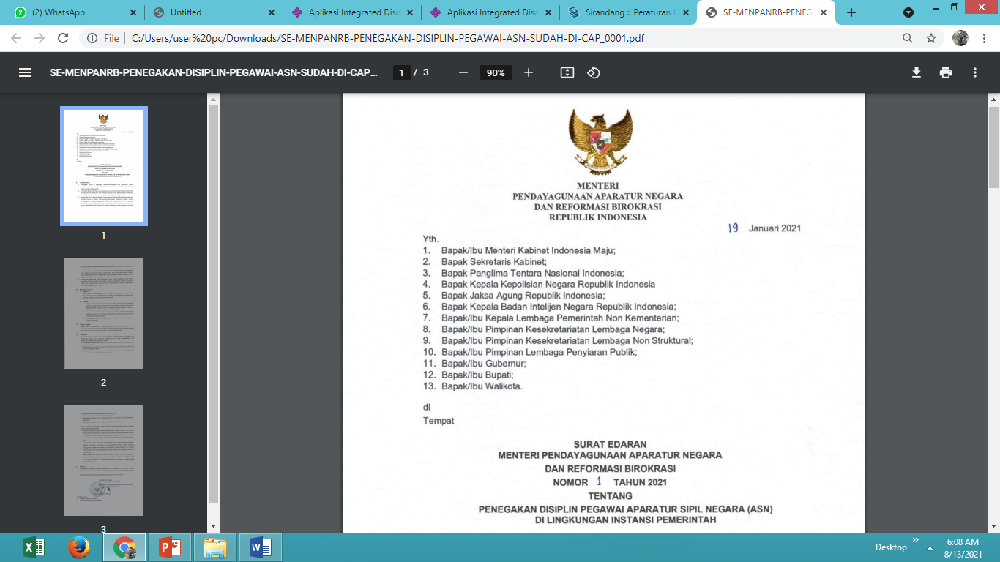 (2) WhatsApp
Untitled
Aplikasi Integrated Disc
Aplikasi Integrated Disc
Sirandang :: Peraturan
SE-MENPANRB-PENEG
File
C:/Users/user%20pc/Downloads/SE-MENPANRB-PENEGAKAN-DISIPLIN-PEGAWAI-ASN-SUDAH-DI-CAP_0001.pdf
SE-MENPANRB-PENEGAKAN-DISIPLIN-PEGAWAI-ASN-SUDAH-DI-CAP...
1 / 3
90%
1
2
3
MENTERI
PENDAYAGUNAAN APARATUR NEGARA
DAN REFORMASI BIROKRASI
REPUBLIK INDONESIA
19 Januari 2021
Yth.
1. Bapak/Ibu Menteri Kabinet Indonesia Maju;
2. Bapak Sekretaris Kabinet;
3. Bapak Panglima Tentara Nasional Indonesia;
4. Bapak Kepala Kepolisian Negara Republik Indonesia
5. Bapak Jaksa Agung Republik Indonesia;
6. Bapak Kepala Badan Intelijen Negara Republik Indonesia;
7. Bapak/Ibu Kepala Lembaga Pemerintah Non Kementerian;
8. Bapak/Ibu Pimpinan Kesekretariatan Lembaga Negara;
9. Bapak/Ibu Pimpinan Kesekretariatan Lembaga Non Struktural;
10. Bapak/Ibu Pimpinan Lembaga Penyiaran Publik;
11. Bapak/Ibu Gubernur;
12. Bapak/Ibu Bupati;
13. Bapak/Ibu Walikota.
di
Tempat
SURAT EDARAN
MENTERI PENDAYAGUNAAN APARATUR NEGARA
DAN REFORMASI BIROKRASI
NOMOR 1 TAHUN 2021
TENTANG
PENEGAKAN DISIPLIN PEGAWAI APARATUR SIPIL NEGARA (ASN)
DI LINGKUNGAN INSTANSI PEMERINTAH
Desktop
6:08 AM
8/13/2021